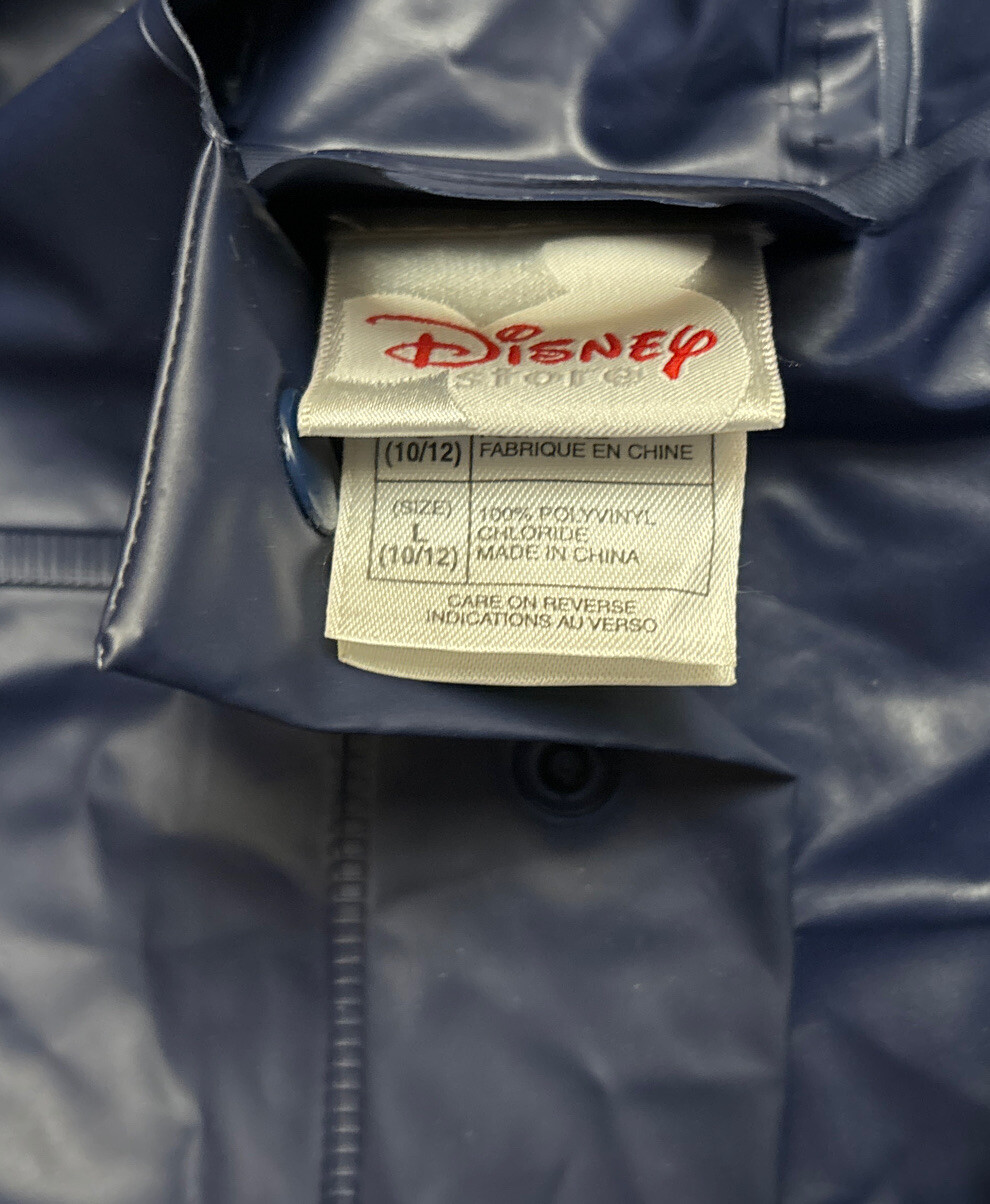 Disney
store
(10/12) FABRIQUE EN CHINE
(SIZE)
L
(10/12)
100% POLYVINYL
CHLORIDE
MADE IN CHINA
CARE ON REVERSE
INDICATIONS AU VERSO